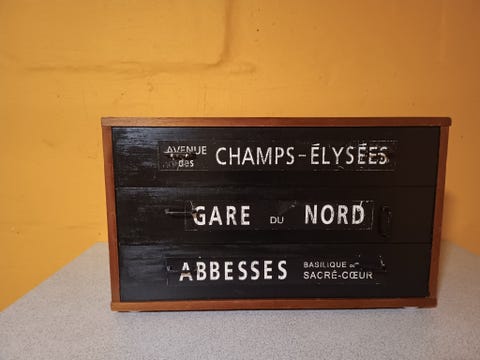 AVENUE
des CHAMPS-ÉLYSÉES
GARE DU NORD
ABBESSES BASILIQUE DU
SACRÉ-CŒUR